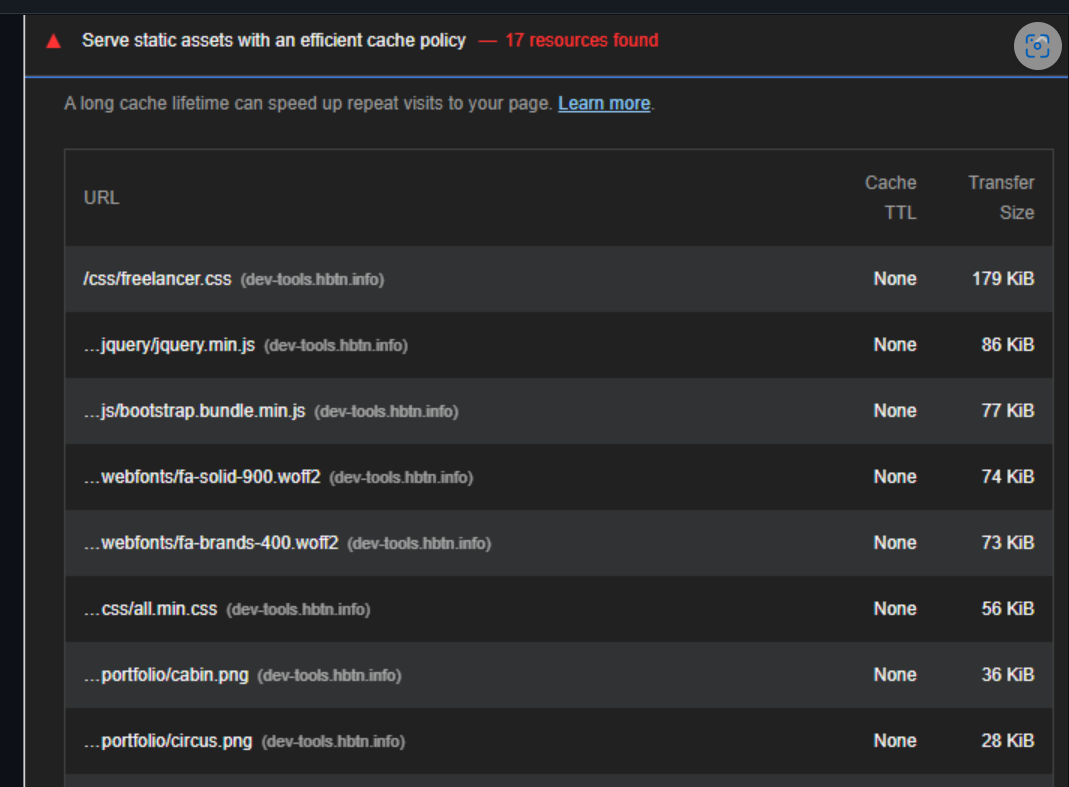 Serve static assets with an efficient cache policy — 17 resources found
A long cache lifetime can speed up repeat visits to your page. Learn more.
URL Cache TTL Transfer Size
/css/freelancer.css (dev-tools.hbtn.info) None 179 KiB
…jquery/jquery.min.js (dev-tools.hbtn.info) None 86 KiB
…js/bootstrap.bundle.min.js (dev-tools.hbtn.info) None 77 KiB
…webfonts/fa-solid-900.woff2 (dev-tools.hbtn.info) None 74 KiB
…webfonts/fa-brands-400.woff2 (dev-tools.hbtn.info) None 73 KiB
…css/all.min.css (dev-tools.hbtn.info) None 56 KiB
…portfolio/cabin.png (dev-tools.hbtn.info) None 36 KiB
…portfolio/circus.png (dev-tools.hbtn.info) None 28 KiB